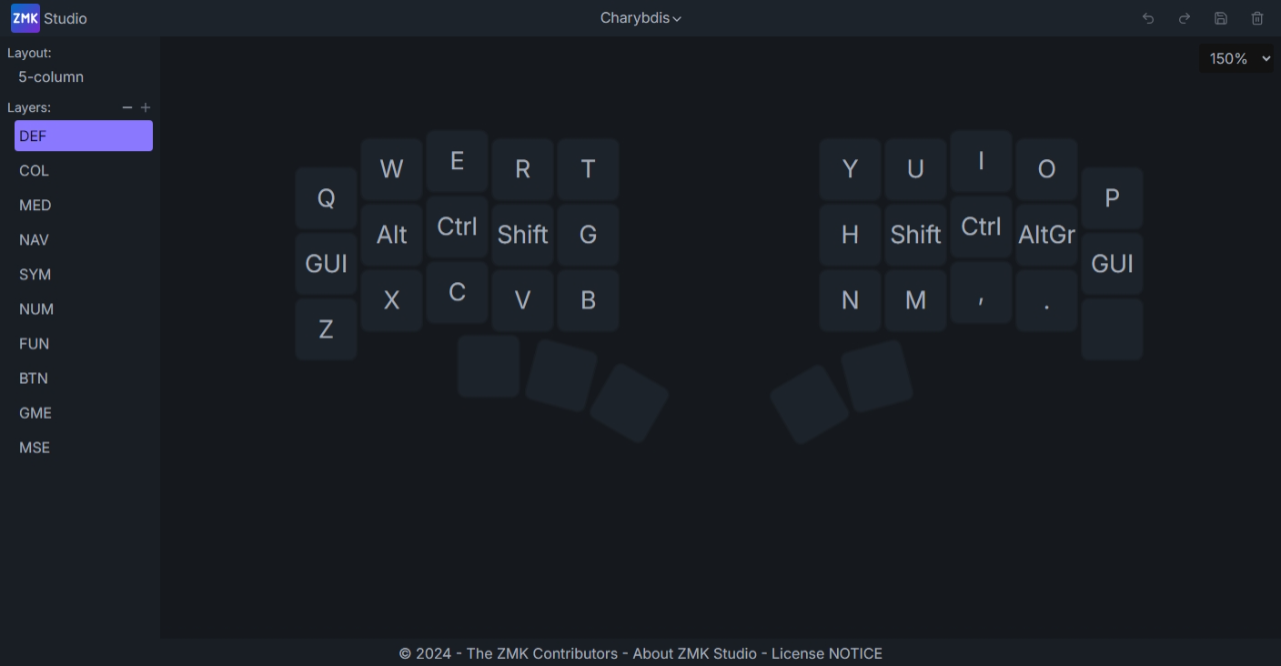 ZMK Studio
Charybdis
Layout:
5-column
150%
Layers:
DEF
COL
MED
NAV
SYM
NUM
FUN
BTN
GME
MSE
Q W E R T Y U I O P
GUI Alt Ctrl Shift G H Shift Ctrl AltGr GUI
Z X C V B N M , .
© 2024 - The ZMK Contributors - About ZMK Studio - License NOTICE